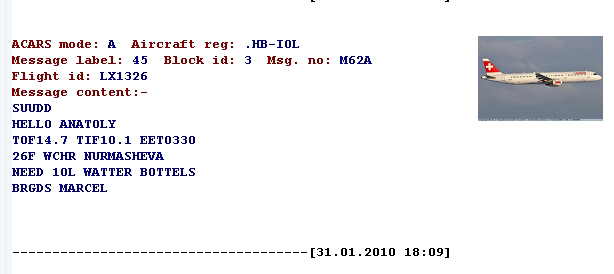 ACARS mode: A Aircraft reg: .HB-IOL
Message label: 45 Block id: 3 Msg. no: M62A
Flight id: LX1326
Message content:-
SUUDD
HELLO ANATOLY
TOF14.7 TIF10.1 EET0330
26F WCHR NURMASHEVA
NEED 10L WATTER BOTTELS
BRGDS MARCEL
-------------------------------------[31.01.2010 18:09]